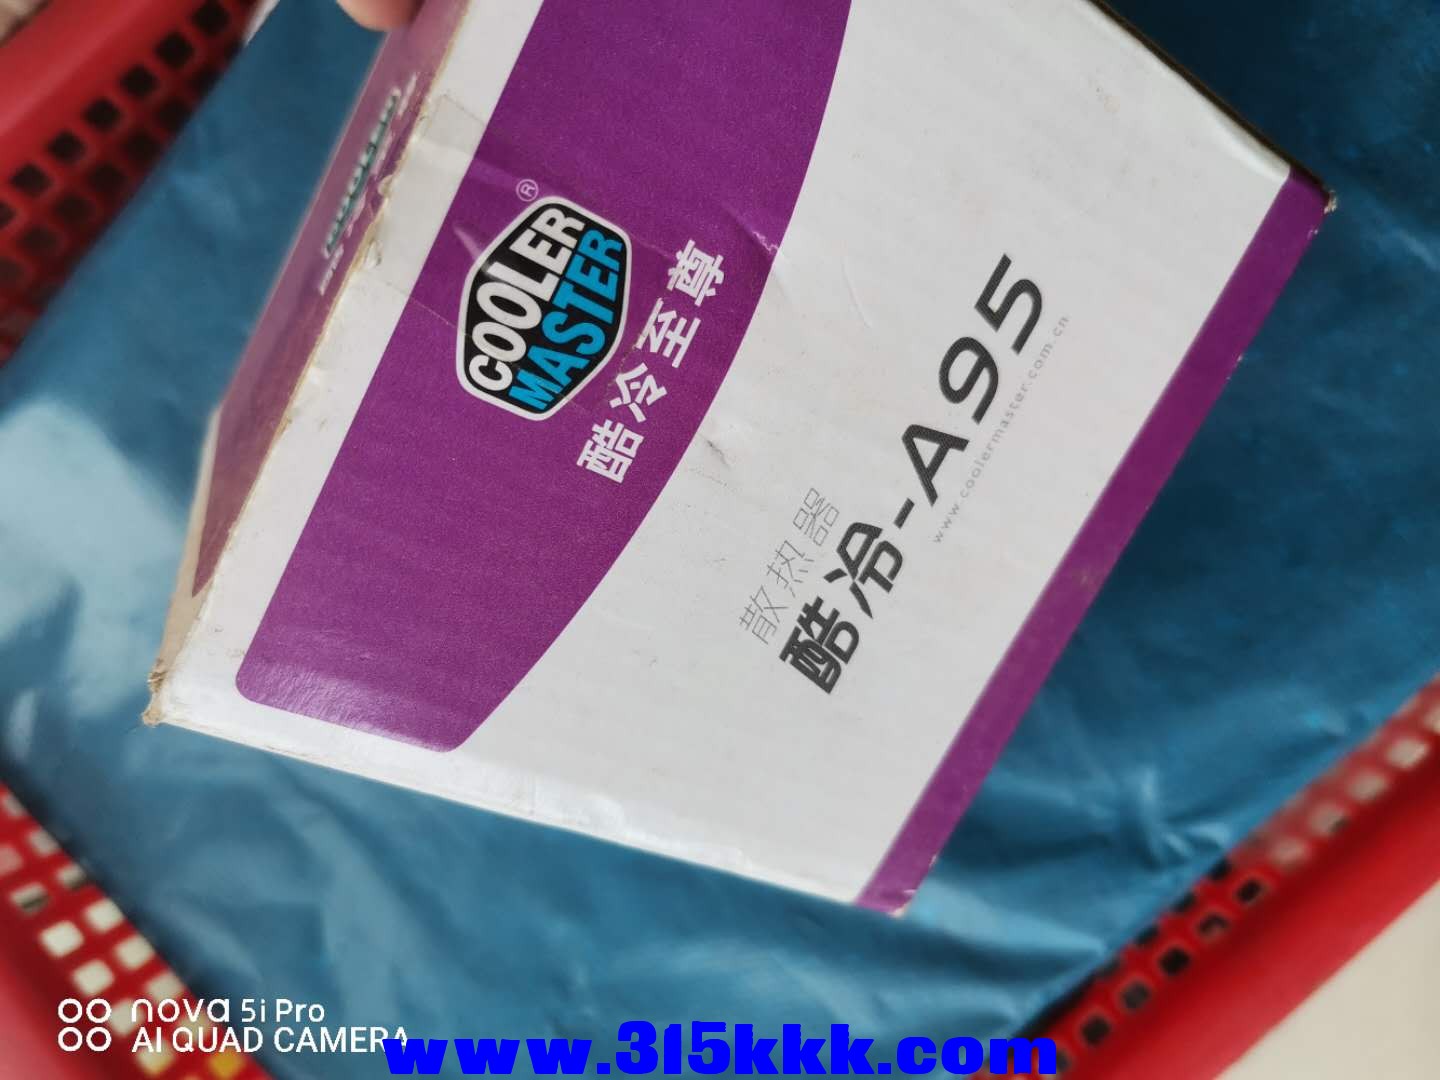 COOLER
MASTER
®
酷冷至尊
散热器
酷冷-A95
www.coolermaster.com.cn
nova 5i Pro
AI QUAD CAMERA
www.315kkk.com